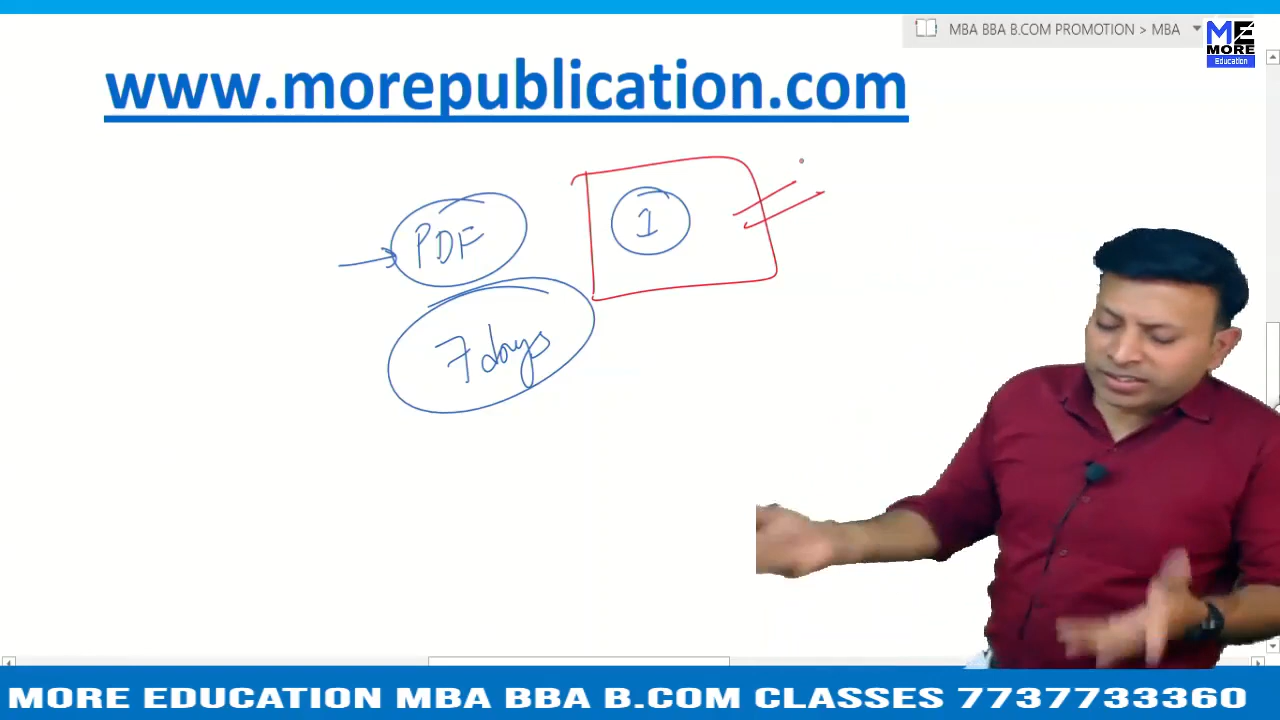 MBA BBA B.COM PROMOTION > MBA
ME
MORE
Education
www.morepublication.com
PDF
1
7 days
MORE EDUCATION MBA BBA B.COM CLASSES 7737733360